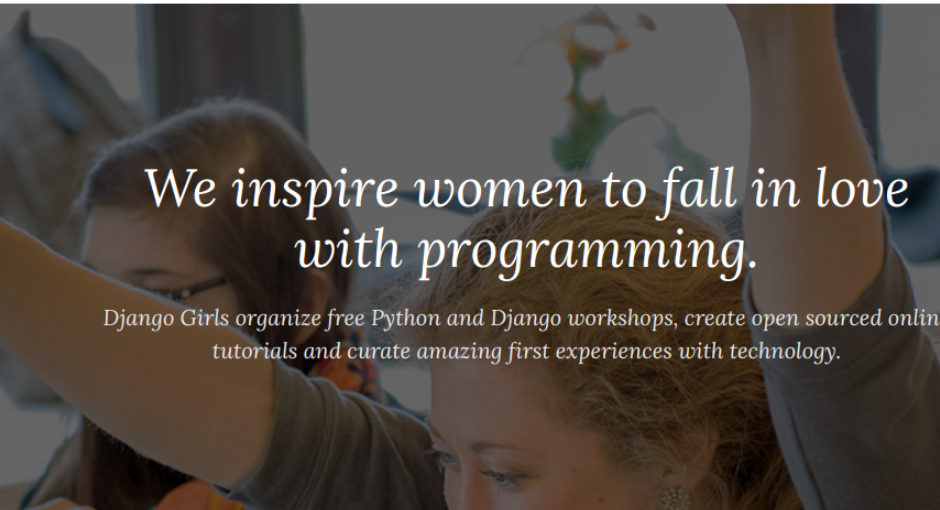 We inspire women to fall in love
with programming.
Django Girls organize free Python and Django workshops, create open sourced onlin
tutorials and curate amazing first experiences with technology.